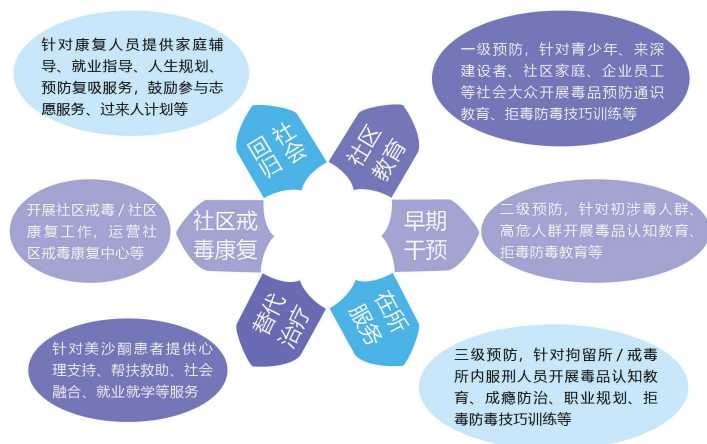 针对康复人员提供家庭辅
导、就业指导、人生规划、
预防复吸服务，鼓励参与志
愿服务、过来人计划等
一级预防，针对青少年、来深
建设者、社区家庭、企业员工
等社会大众开展毒品预防通识
教育、拒毒防毒技巧训练等
回归
社会
社区
教育
开展社区戒毒/社区
康复工作，运营社
区戒毒康复中心等
社区戒
毒康复
早期
干预
二级预防，针对初涉毒人群、
高危人群开展毒品认知教育、
拒毒防毒教育等
替代
治疗
在所
服务
针对美沙酮患者提供心
理支持、帮扶救助、社会
融合、就业就学等服务
三级预防，针对拘留所/戒毒
所内服刑人员开展毒品认知教
育、成瘾防治、职业规划、拒
毒防毒技巧训练等